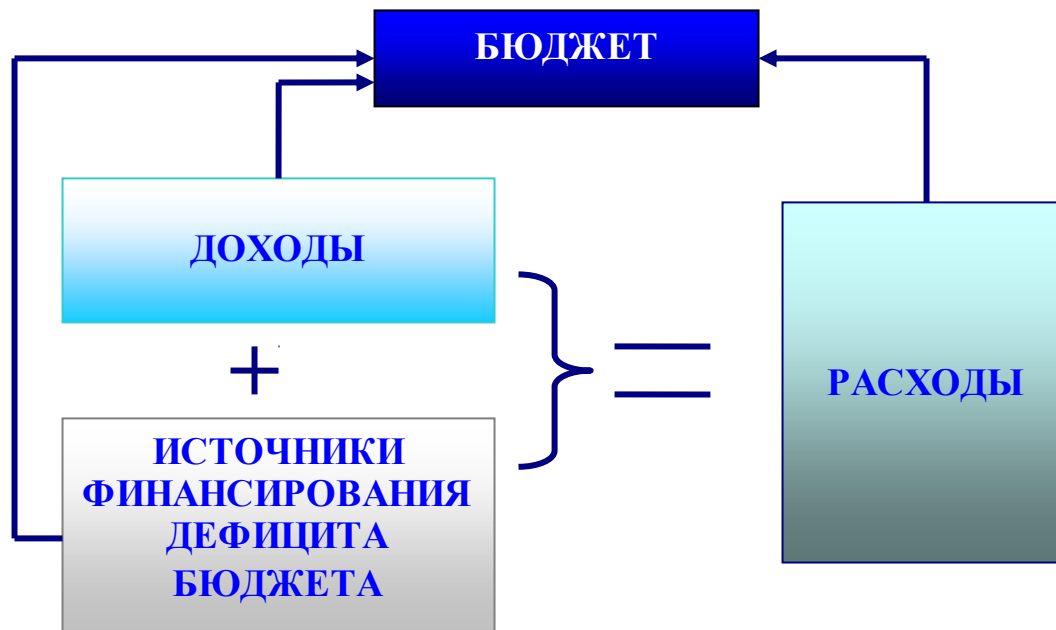 БЮДЖЕТ
ДОХОДЫ
+
ИСТОЧНИКИ
ФИНАНСИРОВАНИЯ
ДЕФИЦИТА
БЮДЖЕТА
=
РАСХОДЫ